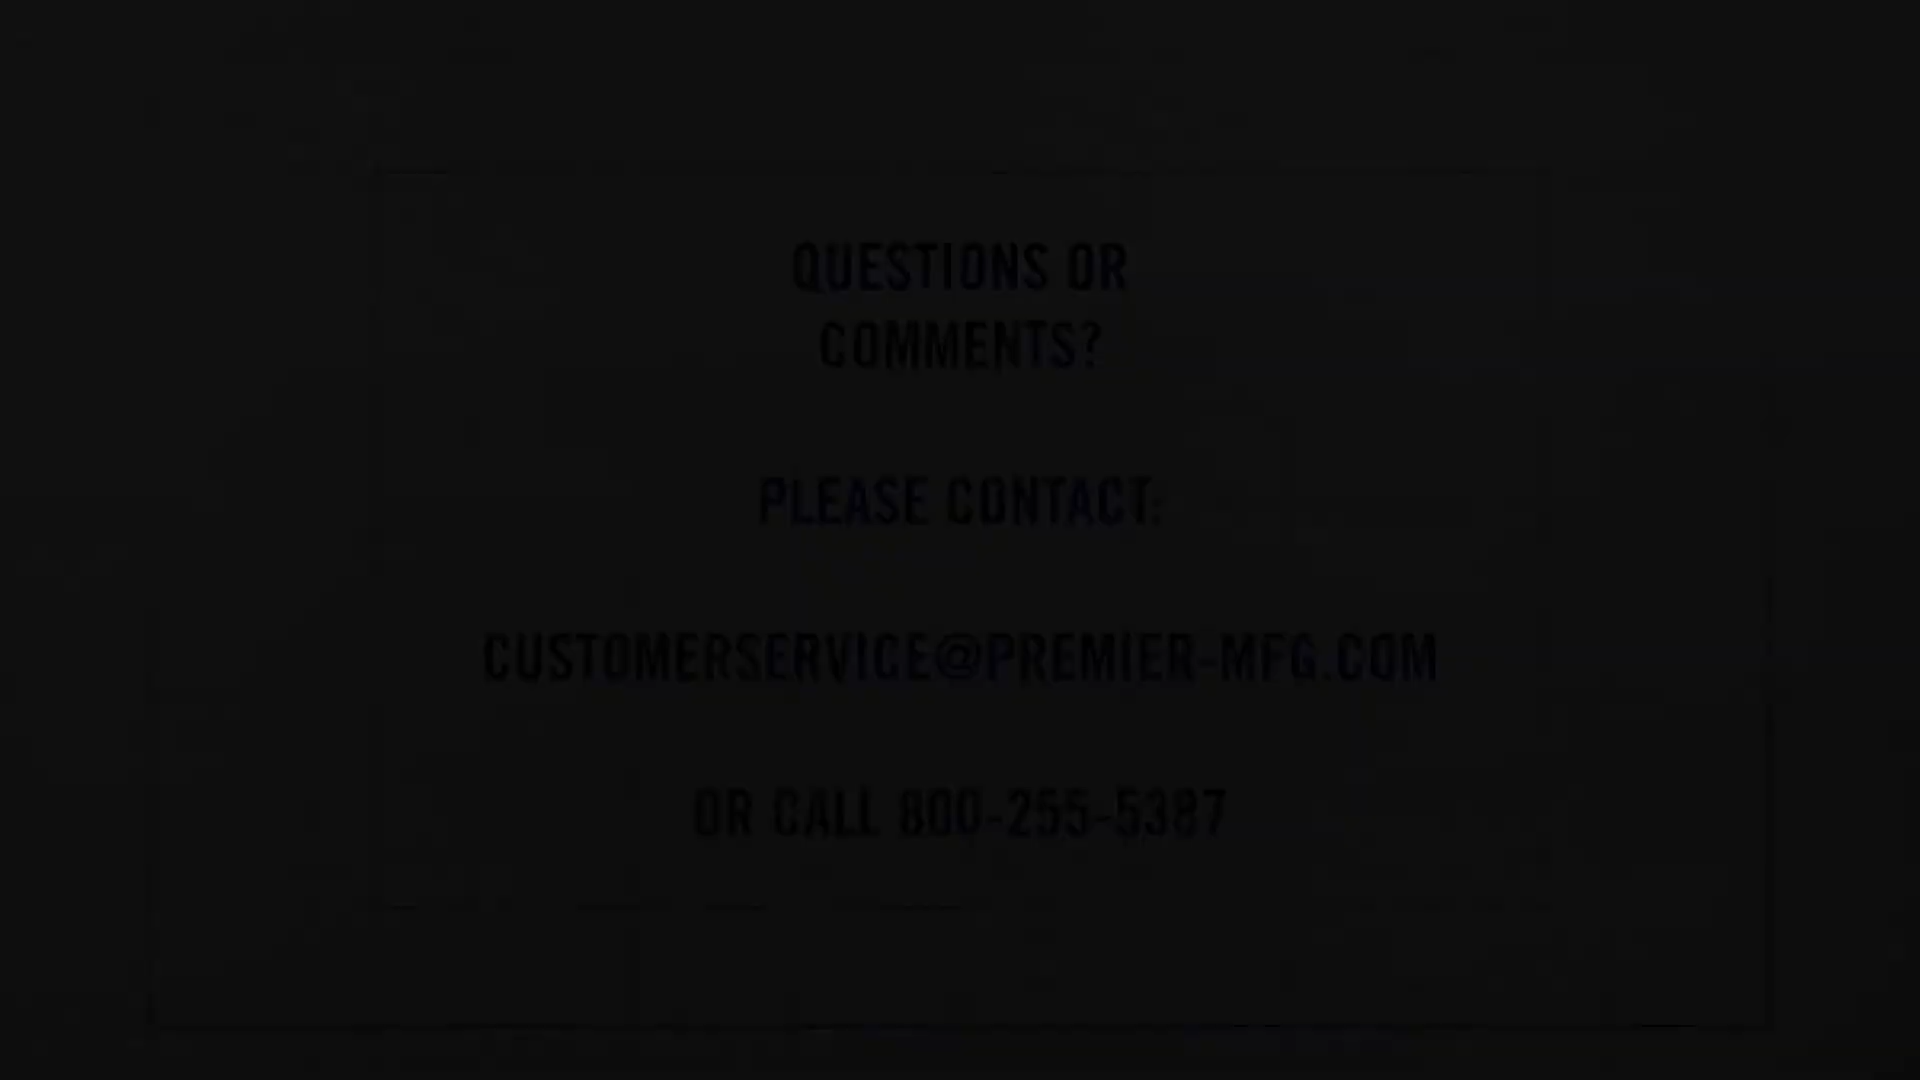 QUESTIONS OR
COMMENTS?
PLEASE CONTACT:
CUSTOMERSERVICE@PREMIER-MFG.COM
OR CALL 800-255-5387